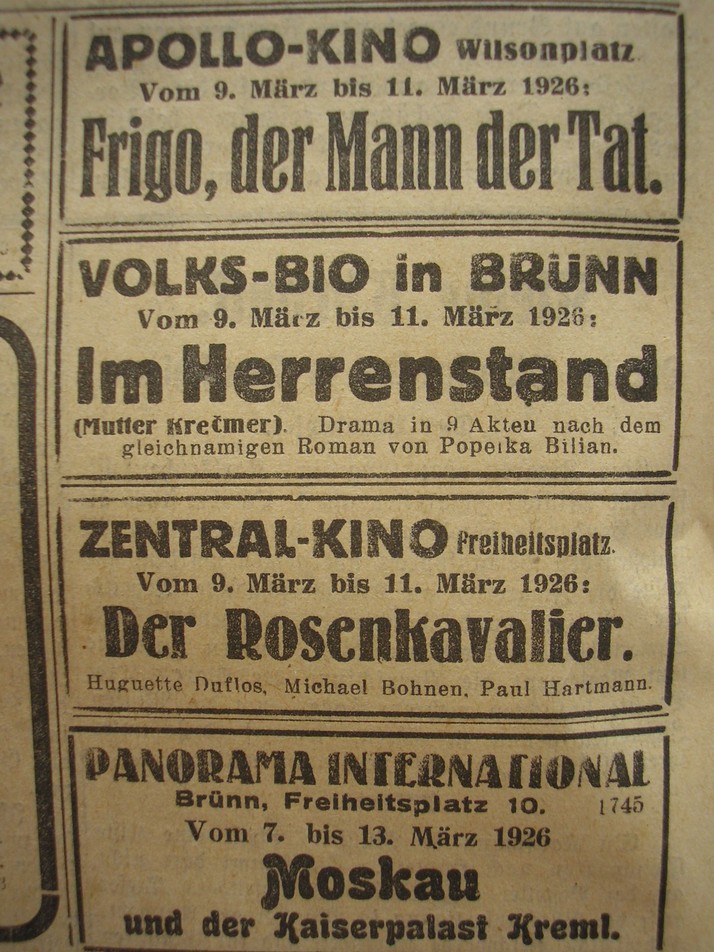 APOLLO-KINO Wilsonplatz
Vom 9. März bis 11. März 1926:
Frigo, der Mann der Tat.
VOLKS-BIO in BRÜNN
Vom 9. März bis 11. März 1926:
Im Herrenstand
(Mutter Krečmer). Drama in 9 Akten nach dem
gleichnamigen Roman von Popelka Bilian.
ZENTRAL-KINO Freiheitsplatz.
Vom 9. März bis 11. März 1926:
Der Rosenkavalier.
Huguette Duflos, Michael Bohnen, Paul Hartmann.
PANORAMA INTERNATIONAL
Brünn, Freiheitsplatz 10. 1745
Vom 7. bis 13. März 1926
Moskau
und der Kaiserpalast Kreml.